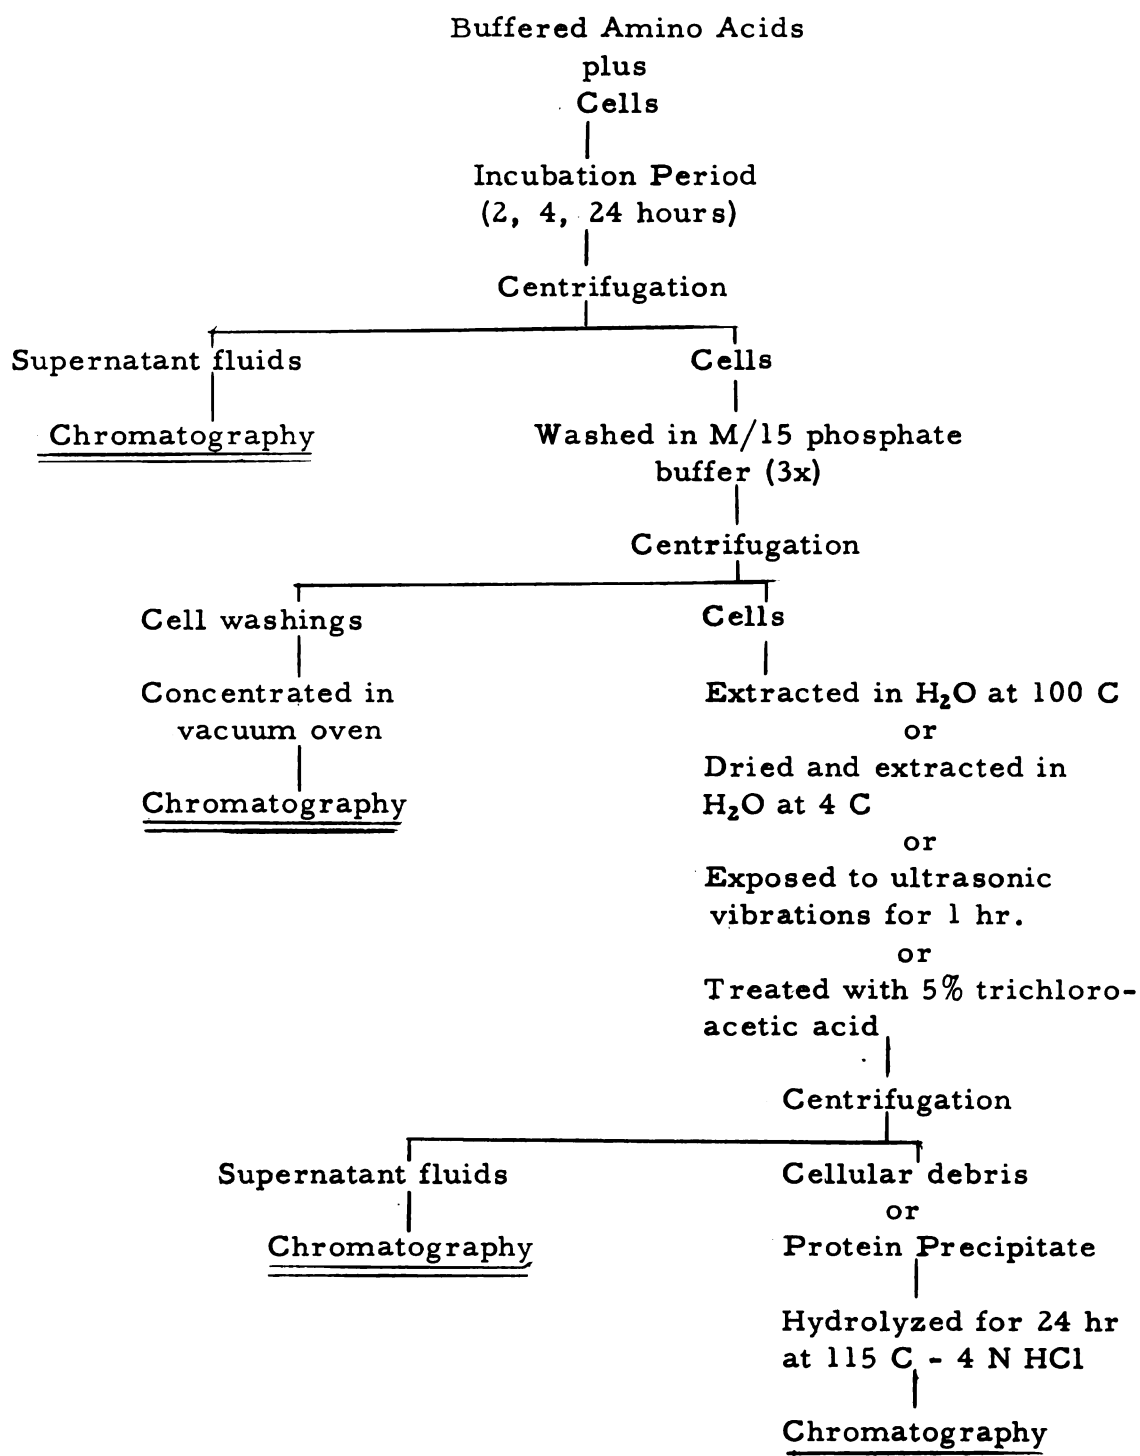 Buffered Amino Acids
plus
Cells
Incubation Period
(2, 4, 24 hours)
Centrifugation
Supernatant fluids
Cells
Chromatography
Washed in M/15 phosphate
buffer (3x)
Centrifugation
Cell washings
Cells
Concentrated in
vacuum oven
Chromatography
Extracted in H₂O at 100 C
or
Dried and extracted in
H₂O at 4 C
or
Exposed to ultrasonic
vibrations for 1 hr.
or
Treated with 5% trichloro-
acetic acid
Centrifugation
Supernatant fluids
Cellular debris
or
Chromatography
Protein Precipitate
Hydrolyzed for 24 hr
at 115 C - 4 N HCl
Chromatography